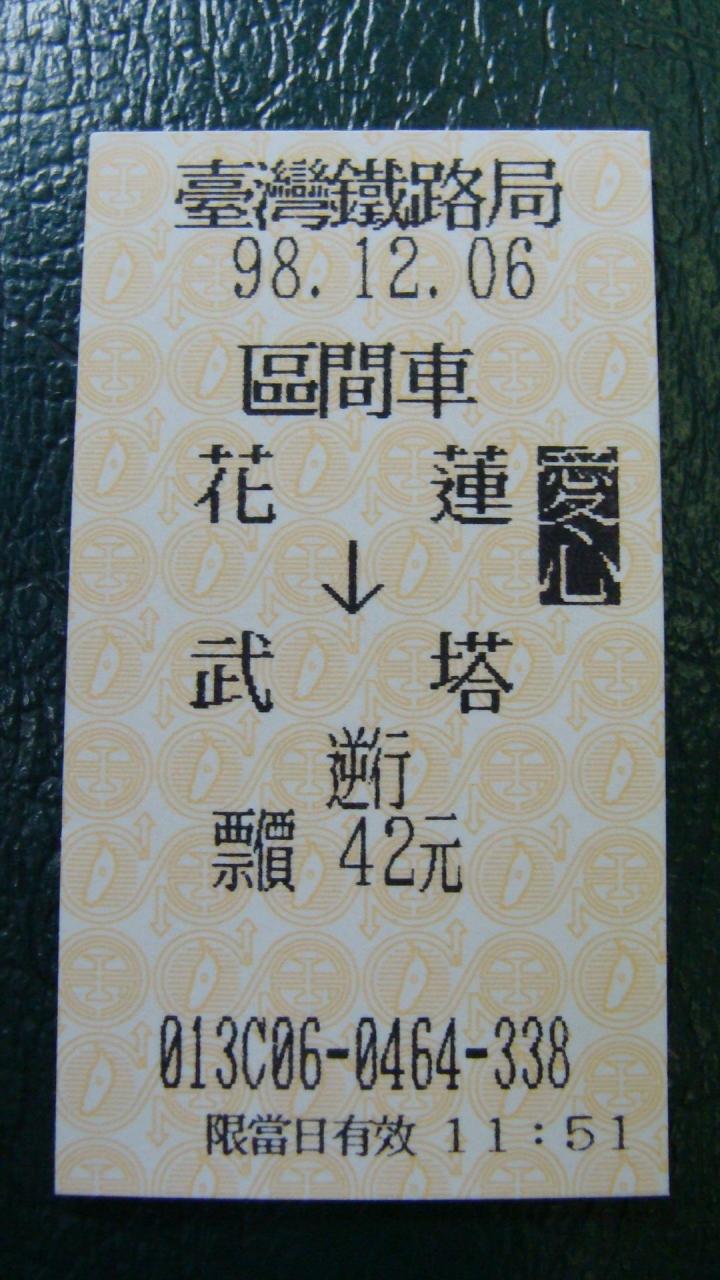 臺灣鐵路局
98.12.06
區間車
花 蓮
愛心
↓
武 塔
逆行
票價 42元
013C06-0464-338
限當日有效 11:51